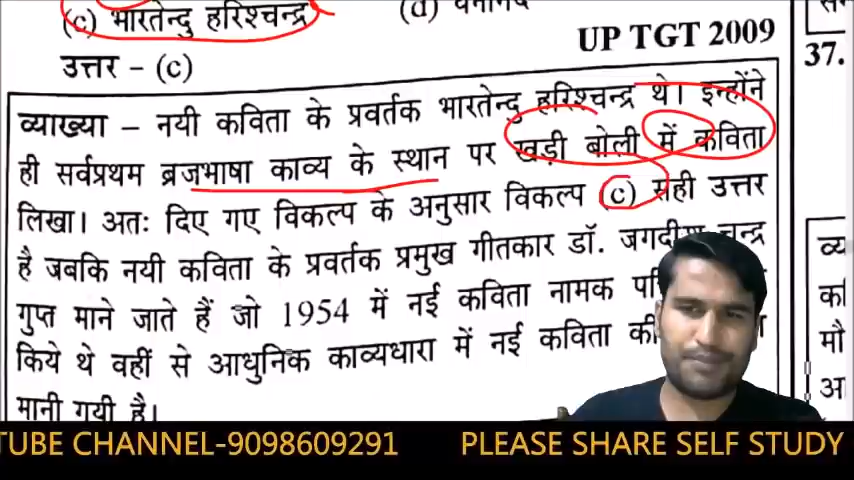 (c) भारतेन्दु हरिश्चन्द्र
(d)
UP TGT 2009
37.
उत्तर – (c)
व्याख्या – नयी कविता के प्रवर्तक भारतेन्दु हरिश्चन्द्र थे। इन्होंने
ही सर्वप्रथम ब्रजभाषा काव्य के स्थान पर खड़ी बोली में कविता
लिखा। अतः दिए गए विकल्प के अनुसार विकल्प (c) सही उत्तर
है जबकि नयी कविता के प्रवर्तक प्रमुख गीतकार डॉ. जगदीश चन्द्र
गुप्त माने जाते हैं जो 1954 में नई कविता नामक
किये थे वहीं से आधुनिक काव्यधारा में नई कविता की
मानी गयी है।
TUBE CHANNEL-9098609291 PLEASE SHARE SELF STUDY